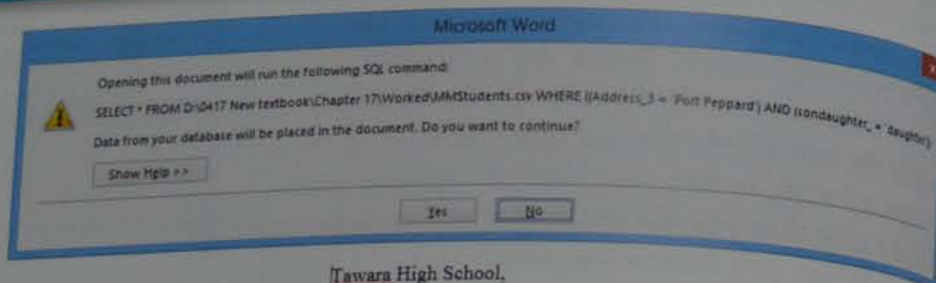 Microsoft Word
Opening this document will run the following SQL command:
SELECT * FROM D:\0417 New textbook\Chapter 17\Worked\MMStudents.csv WHERE ((Address_3 = 'Port Peppard') AND (sondaughter_ = 'daughter')
Data from your database will be placed in the document. Do you want to continue?
Show Help >>
Yes No
Tawara High School,